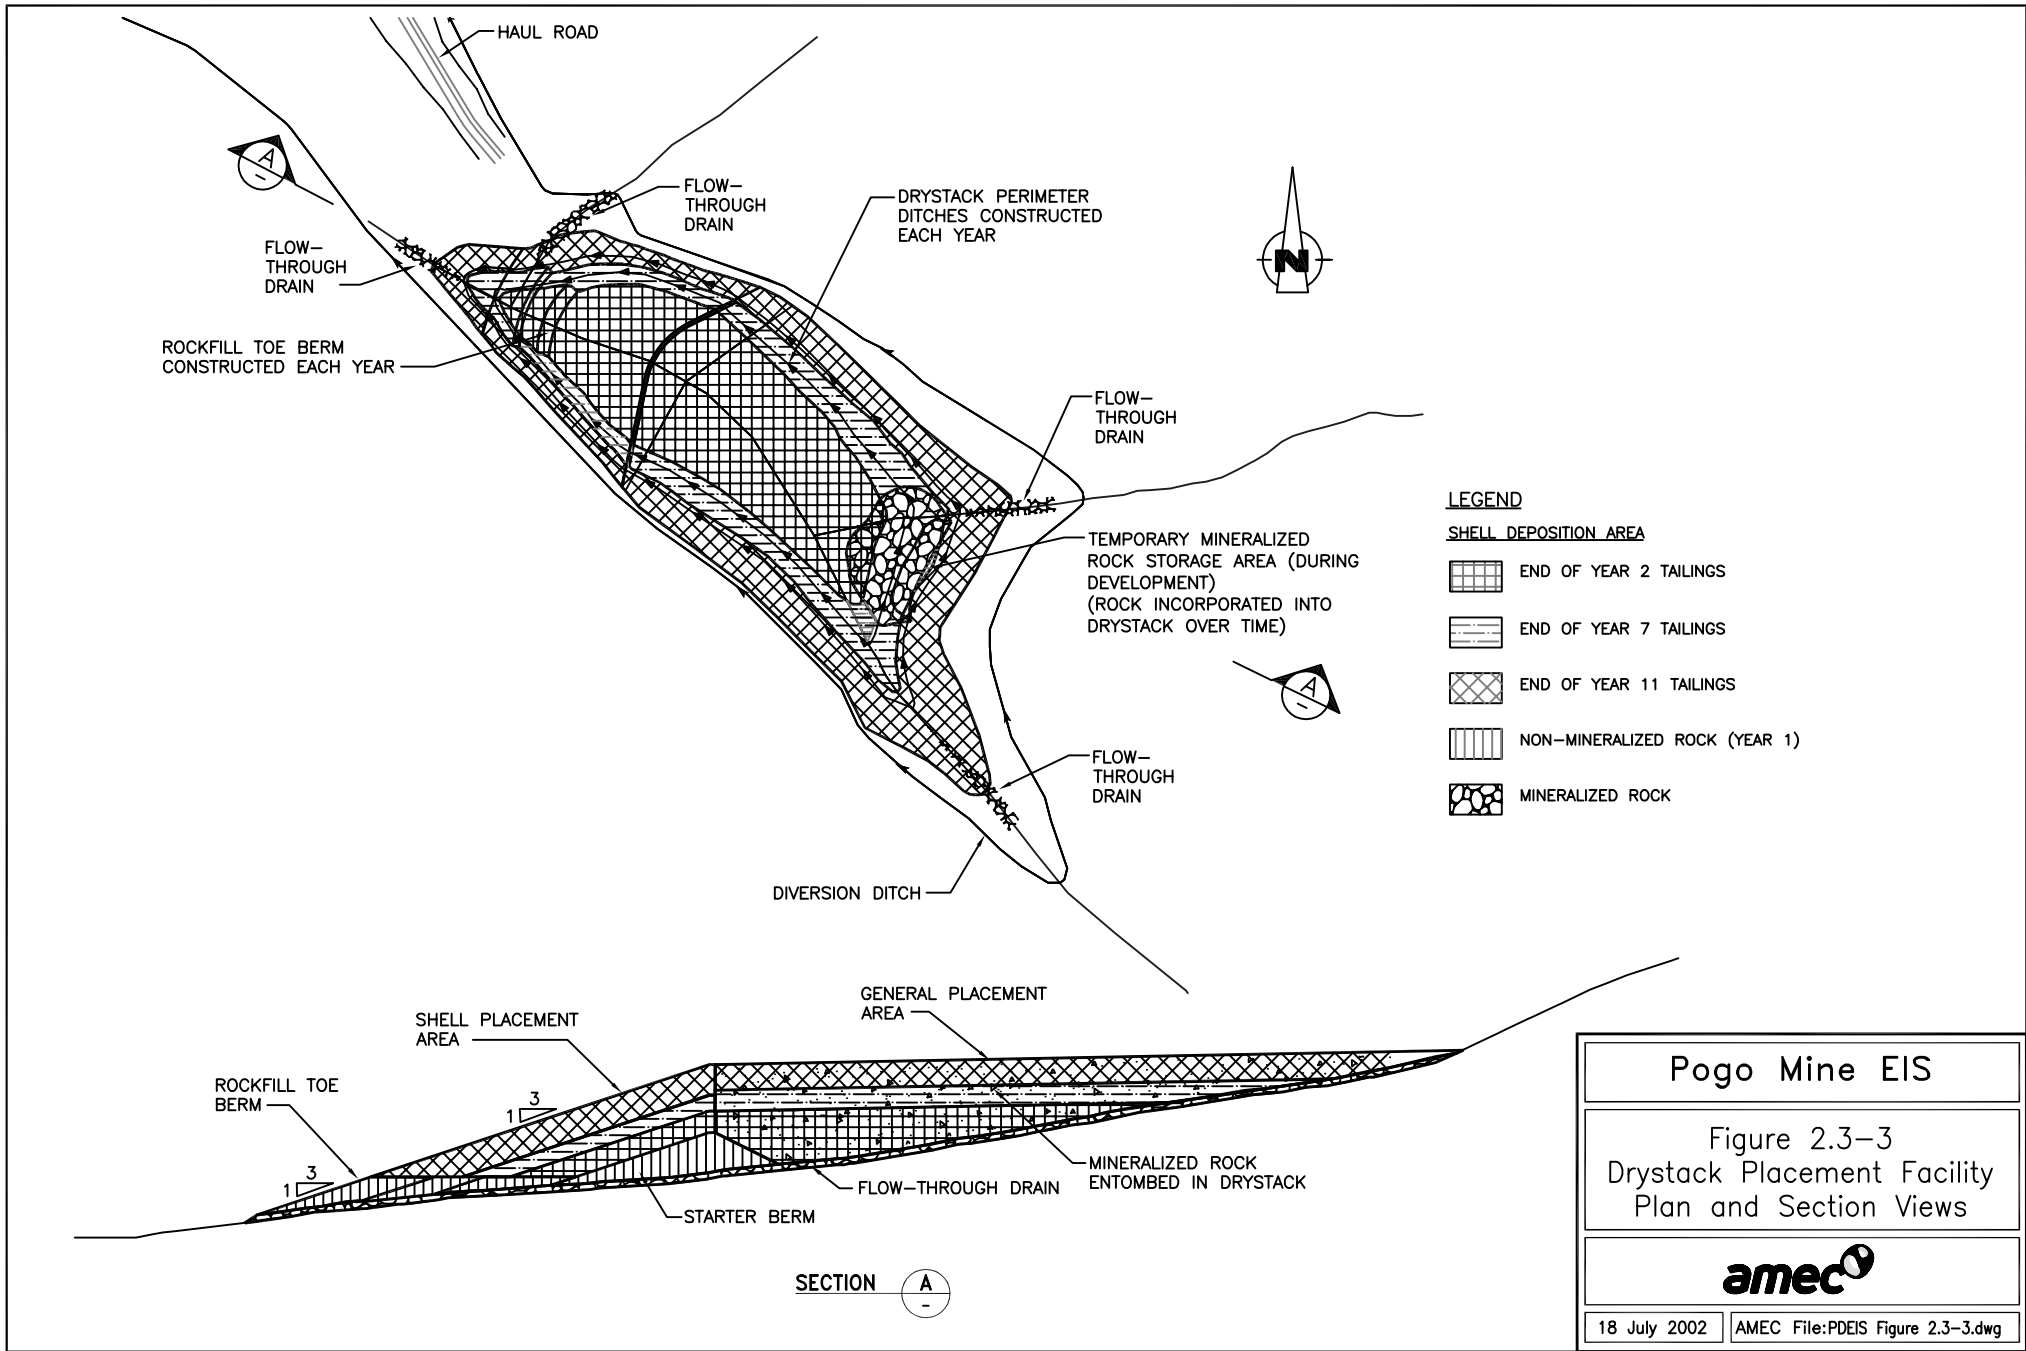 HAUL ROAD
A
-
FLOW-
THROUGH
DRAIN
DRYSTACK PERIMETER
DITCHES CONSTRUCTED
EACH YEAR
FLOW-
THROUGH
DRAIN
N
ROCKFILL TOE BERM
CONSTRUCTED EACH YEAR
FLOW-
THROUGH
DRAIN
TEMPORARY MINERALIZED
ROCK STORAGE AREA (DURING
DEVELOPMENT)
(ROCK INCORPORATED INTO
DRYSTACK OVER TIME)
A
-
FLOW-
THROUGH
DRAIN
DIVERSION DITCH
LEGEND
SHELL DEPOSITION AREA
END OF YEAR 2 TAILINGS
END OF YEAR 7 TAILINGS
END OF YEAR 11 TAILINGS
NON-MINERALIZED ROCK (YEAR 1)
MINERALIZED ROCK
GENERAL PLACEMENT
AREA
SHELL PLACEMENT
AREA
ROCKFILL TOE
BERM
3
1
3
1
MINERALIZED ROCK
ENTOMBED IN DRYSTACK
FLOW-THROUGH DRAIN
STARTER BERM
SECTION A
-
Pogo Mine EIS
Figure 2.3-3
Drystack Placement Facility
Plan and Section Views
amec
18 July 2002
AMEC File:PDEIS Figure 2.3-3.dwg